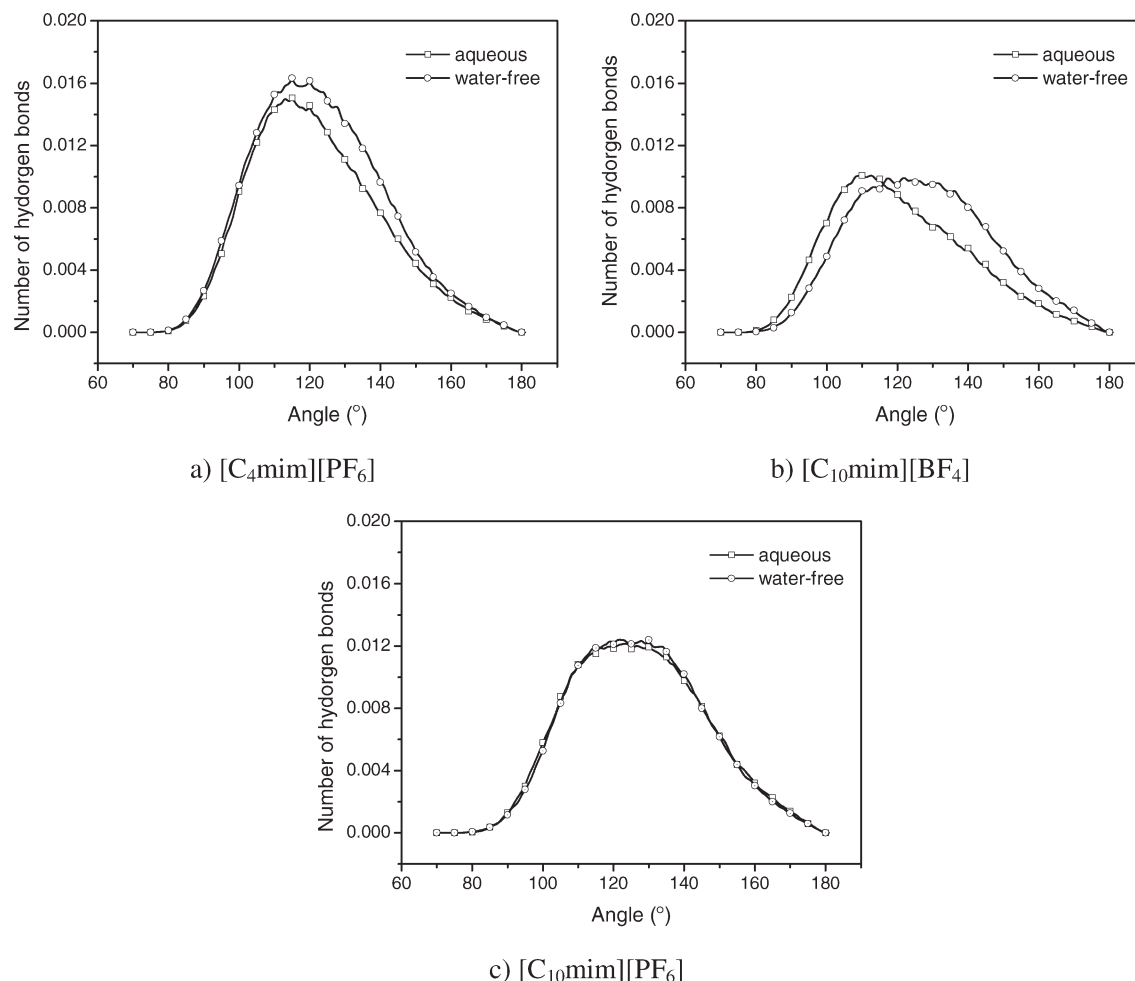 0.020
0.016
0.012
0.008
0.004
0.000
Number of hydorgen bonds
aqueous
water-free
60 80 100 120 140 160 180
Angle (°)
a) [C₄mim][PF₆]
0.020
0.016
0.012
0.008
0.004
0.000
Number of hydorgen bonds
aqueous
water-free
60 80 100 120 140 160 180
Angle (°)
b) [C₁₀mim][BF₄]
0.020
0.016
0.012
0.008
0.004
0.000
Number of hydorgen bonds
aqueous
water-free
60 80 100 120 140 160 180
Angle (°)
c) [C₁₀mim][PF₆]